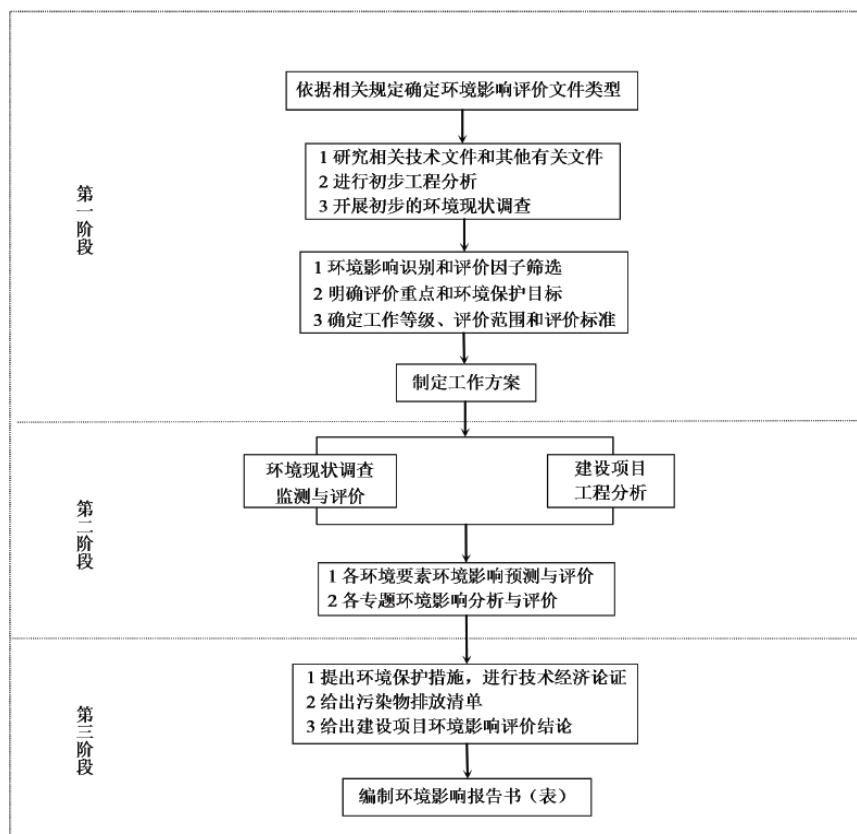 依据相关规定确定环境影响评价文件类型
1 研究相关技术文件和其他有关文件
2 进行初步工程分析
3 开展初步的环境现状调查
第一阶段
1 环境影响识别和评价因子筛选
2 明确评价重点和环境保护目标
3 确定工作等级、评价范围和评价标准
制定工作方案
环境现状调查
监测与评价
建设项目
工程分析
第二阶段
1 各环境要素环境影响预测与评价
2 各专题环境影响分析与评价
1 提出环境保护措施，进行技术经济论证
2 给出污染物排放清单
3 给出建设项目环境影响评价结论
第三阶段
编制环境影响报告书（表）